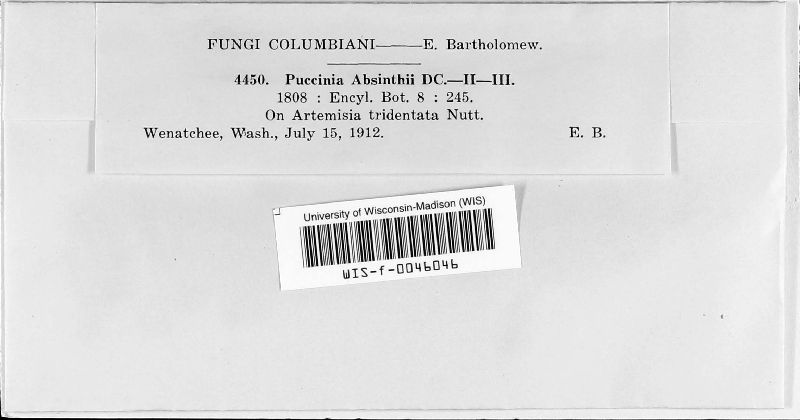 FUNGI COLUMBIANI———E. Bartholomew.
4450. Puccinia Absinthii DC.—II—III.
1808 : Encyl. Bot. 8 : 245.
On Artemisia tridentata Nutt.
Wenatchee, Wash., July 15, 1912. E. B.
University of Wisconsin-Madison (WIS)
WIS-f-0046046